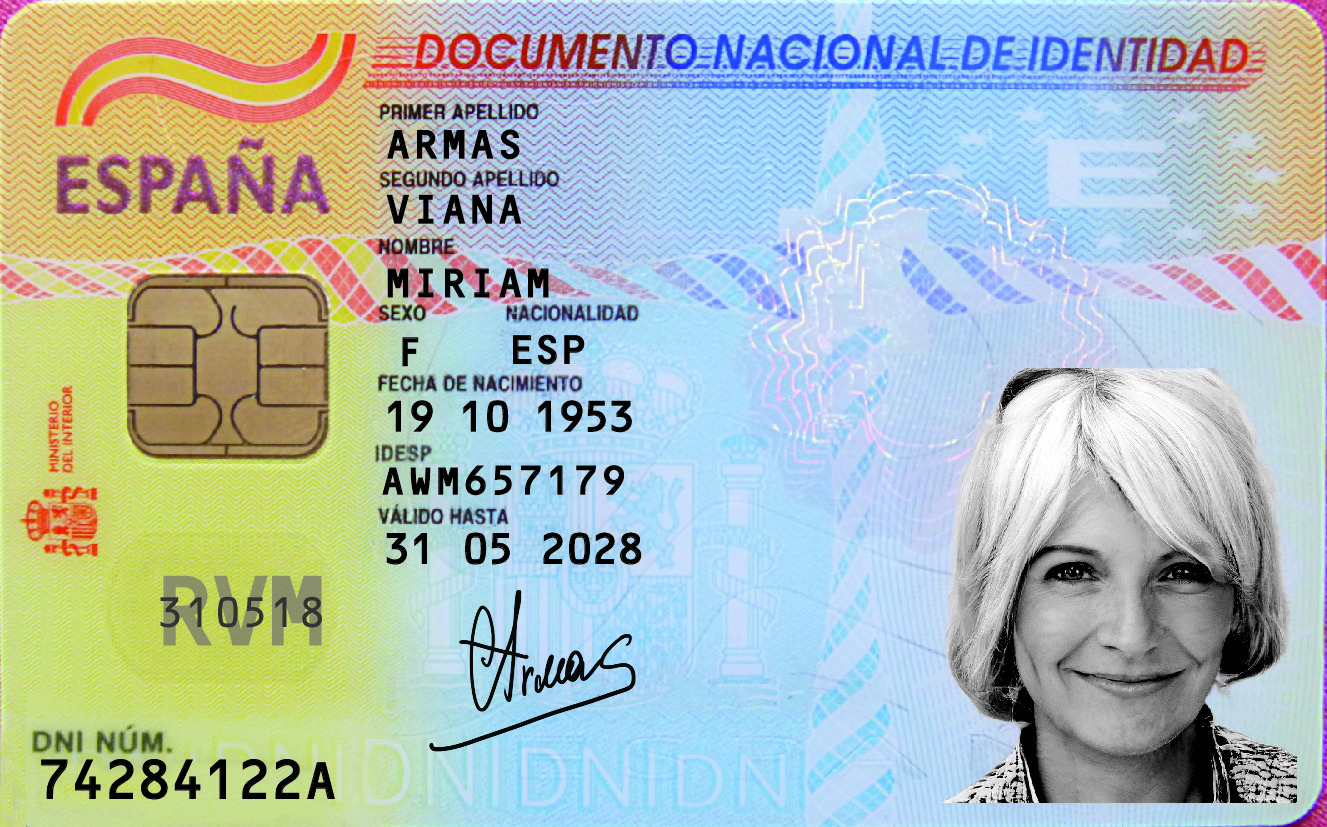 DOCUMENTO NACIONAL DE IDENTIDAD
ESPAÑA
PRIMER APELLIDO
ARMAS
SEGUNDO APELLIDO
VIANA
NOMBRE
MIRIAM
SEXO NACIONALIDAD
F ESP
FECHA DE NACIMIENTO
19 10 1953
IDESP
AWM657179
VÁLIDO HASTA
31 05 2028
MINISTERIO
DEL INTERIOR
E
RVM
310518
Armas
DNI NÚM.
74284122A
DNIDNIDNIDNI